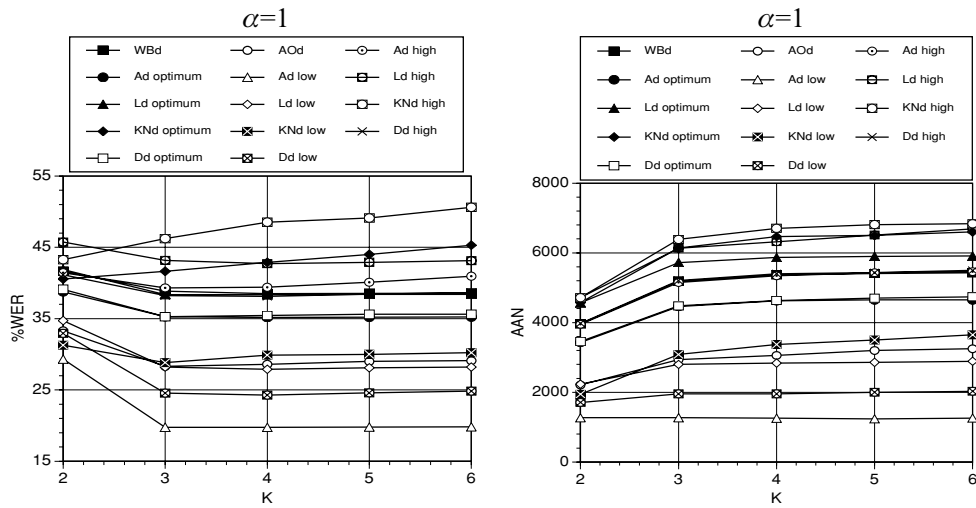 α=1
WBd AOd Ad high
Ad optimum Ad low Ld high
Ld optimum Ld low KNd high
KNd optimum KNd low Dd high
Dd optimum Dd low
55
45
35
25
15
%WER
2 3 4 5 6
K
α=1
WBd AOd Ad high
Ad optimum Ad low Ld high
Ld optimum Ld low KNd high
KNd optimum KNd low Dd high
Dd optimum Dd low
8000
6000
4000
2000
0
AAN
2 3 4 5 6
K